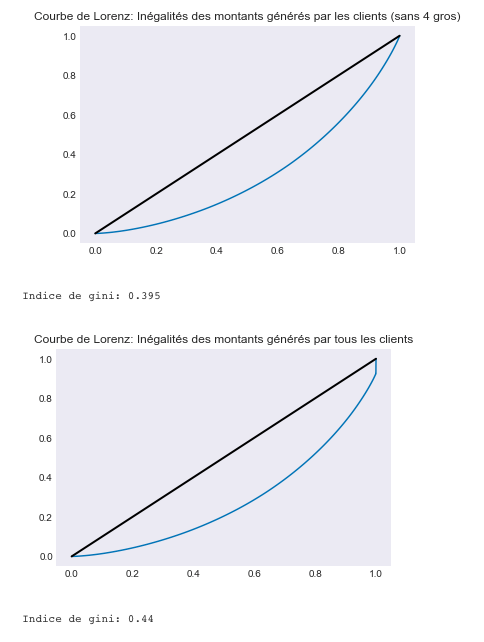 Courbe de Lorenz: Inégalités des montants générés par les clients (sans 4 gros)
1.0
0.8
0.6
0.4
0.2
0.0
0.0 0.2 0.4 0.6 0.8 1.0
Indice de gini: 0.395
Courbe de Lorenz: Inégalités des montants générés par tous les clients
1.0
0.8
0.6
0.4
0.2
0.0
0.0 0.2 0.4 0.6 0.8 1.0
Indice de gini: 0.44